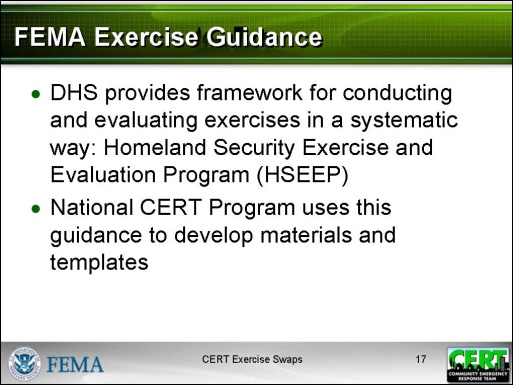 FEMA Exercise Guidance
• DHS provides framework for conducting
and evaluating exercises in a systematic
way: Homeland Security Exercise and
Evaluation Program (HSEEP)
• National CERT Program uses this
guidance to develop materials and
templates
FEMA
CERT Exercise Swaps
17
CERT
COMMUNITY EMERGENCY
RESPONSE TEAM